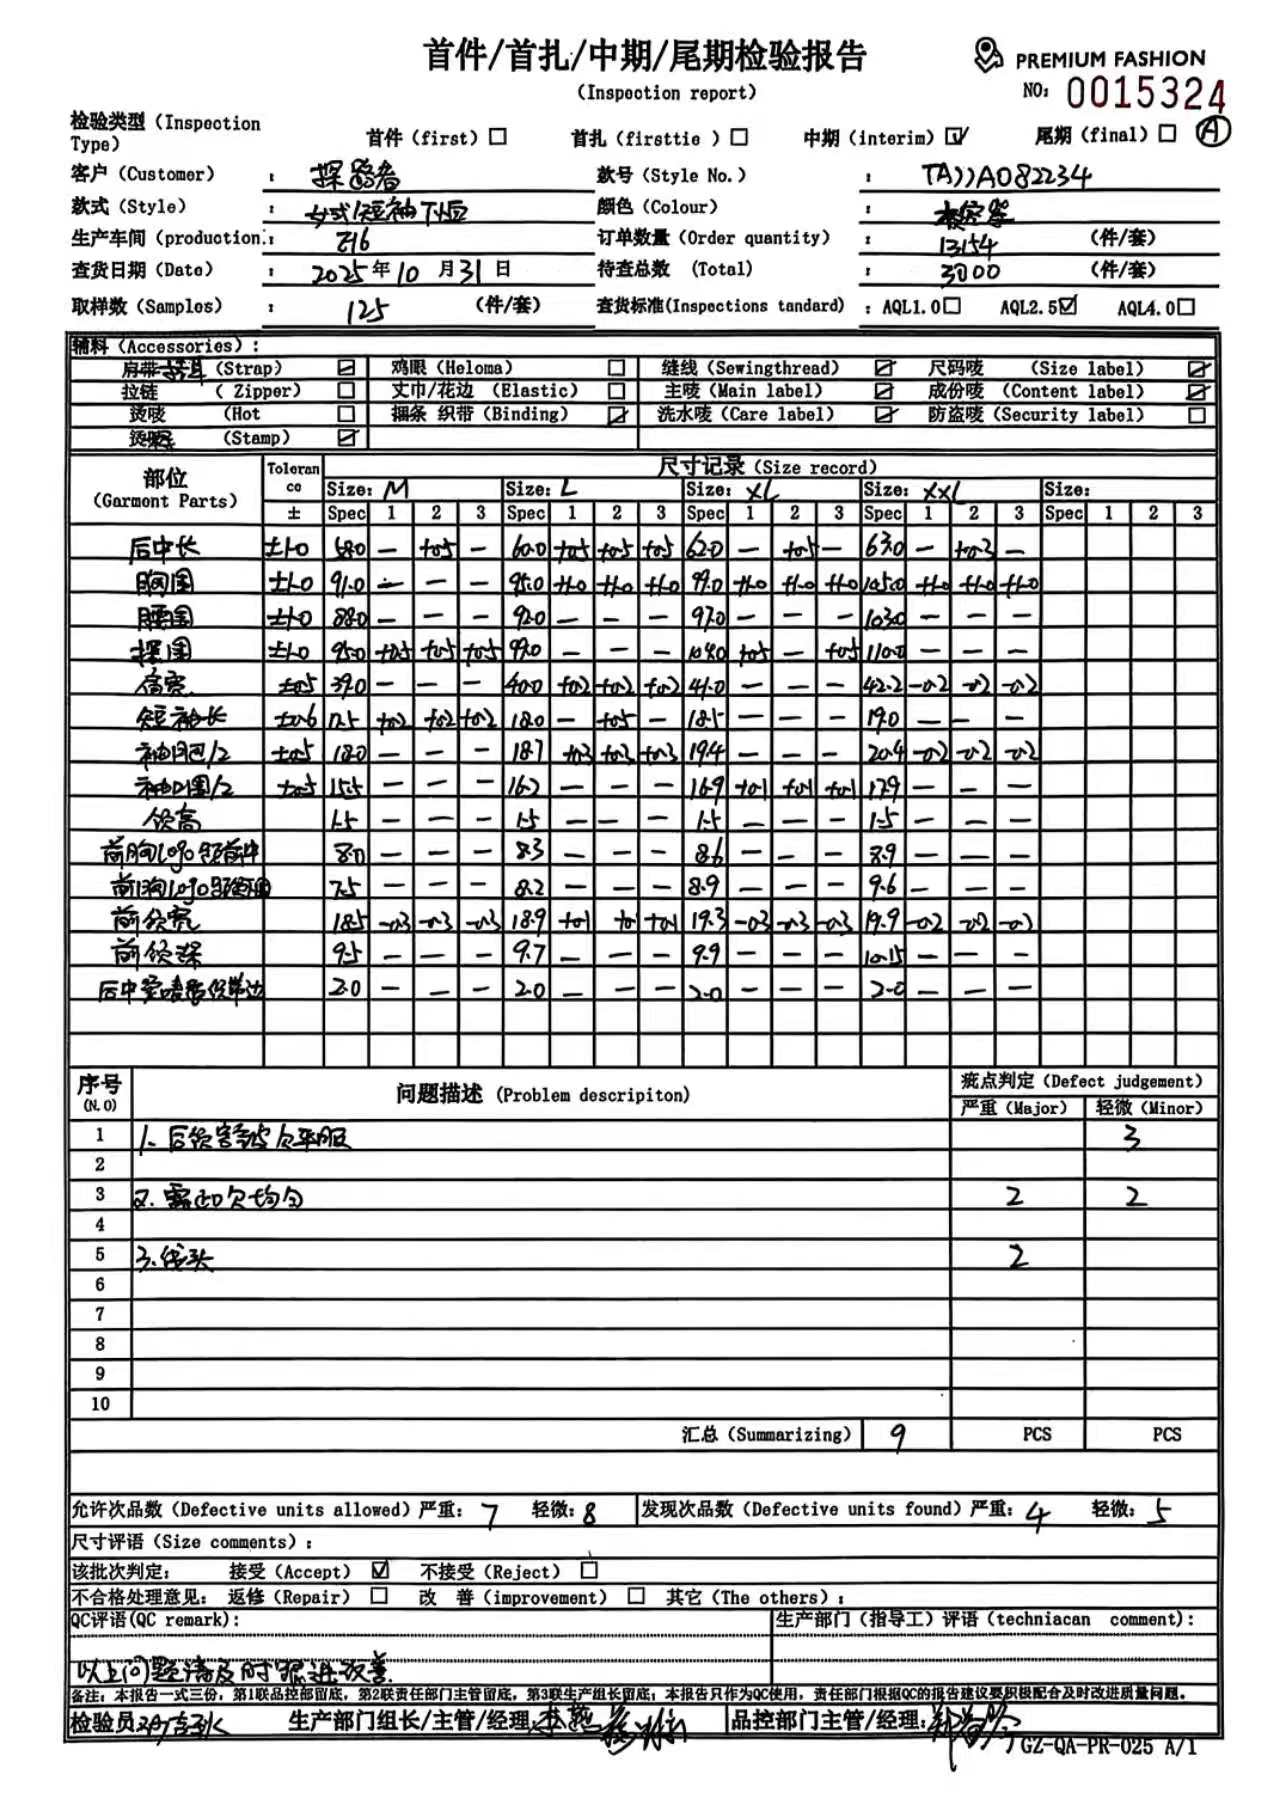 首件/首扎/中期/尾期检验报告
(Inspection report)
PREMIUM FASHION
NO: 0015324
检验类型 (Inspection Type) 首件 (first) □ 首扎 (firsttie ) □ 中期 (interim) ☑ 尾期 (final) □ Ⓐ
客户 (Customer) : 探路者 款号 (Style No.) : TAJJA082234
款式 (Style) : 女式短袖T恤 颜色 (Colour) :
生产车间 (production.: Z16 订单数量 (Order quantity) : 13154 (件/套)
查货日期 (Date) : 2025年 10 月 31 日 待查总数 (Total) : 3000 (件/套)
取样数 (Samples) : 125 (件/套) 查货标准(Inspections tandard) : AQL1.0□ AQL2.5☑ AQL4.0□
辅料 (Accessories) :
(Strap) ☑ 鸡眼 (Heloma) □ 缝线 (Sewingthread) ☑ 尺码唛 (Size label) ☑
拉链 ( Zipper) □ 丈巾/花边 (Elastic) □ 主唛 (Main label) ☑ 成份唛 (Content label) ☑
烫唛 (Hot □ 捆条 织带 (Binding) ☑ 洗水唛 (Care label) ☑ 防盗唛 (Security label) □
(Stamp) ☑
部位 (Garment Parts) Toleran ce 尺寸记录 (Size record)
Size: M Size: L Size: XL Size: XXL Size:
± Spec 1 2 3 Spec 1 2 3 Spec 1 2 3 Spec 1 2 3 Spec 1 2 3
后中长 ±1.0 58.0 — +0.5 — 60.0 +0.5 +0.5 +0.5 62.0 — +0.5 — 63.0 — +0.3 —
胸围 ±1.0 91.0 — — — 95.0 +1.0 +1.0 +1.0 99.0 +1.0 +1.0 +1.0 105.0 +1.0 +1.0 +1.0
腰围 ±1.0 88.0 — — — 92.0 — — — 97.0 — — — 103.0 — — —
摆围 ±1.0 95.0 +0.5 +0.5 +0.5 99.0 — — — 104.0 +0.5 — +0.5 110.0 — — —
肩宽 ±0.5 39.0 — — — 40.0 +0.2 +0.2 +0.2 41.0 — — — 42.2 -0.2 -0.2 -0.2
短袖长 ±0.6 17.5 +0.2 +0.2 +0.2 18.0 — +0.5 — 18.5 — — — 19.0 — — —
袖肥/2 ±0.5 18.0 — — — 18.7 +0.3 +0.3 +0.3 19.4 — — — 20.4 -0.2 -0.2 -0.2
袖口围/2 ±0.5 15.5 — — — 16.2 — — — 16.9 +0.1 +0.1 +0.1 17.9 — — —
领高 1.5 — — — 1.5 — — — 1.5 — — — 1.5 — — —
前胸logo距前中 8.0 — — — 8.3 — — — 8.6 — — — 8.9 — — —
前胸logo 7.5 — — — 8.2 — — — 8.9 — — — 9.6 — — —
前领宽 18.5 -0.3 -0.3 -0.3 18.9 +0.1 +0.1 +0.1 19.3 -0.3 -0.3 -0.3 19.9 -0.2 -0.2 -0.2
前领深 9.5 — — — 9.7 — — — 9.9 — — — 10.15 — — —
后中 2.0 — — — 2.0 — — — 2.0 — — — 2.0 — — —
序号 (N.O) 问题描述 (Problem descripiton) 疵点判定 (Defect judgement)
严重 (Major) 轻微 (Minor)
1 1. 后领 欠平服 3
2
3 2. 欠均匀 2 2
4
5 3. 线头 2
6
7
8
9
10
汇总 (Summarizing) 9 PCS PCS
允许次品数 (Defective units allowed) 严重: 7 轻微: 8 发现次品数 (Defective units found) 严重: 4 轻微: 5
尺寸评语 (Size comments) :
该批次判定: 接受 (Accept) ☑ 不接受 (Reject) □
不合格处理意见: 返修 (Repair) □ 改 善 (improvement) □ 其它 (The others) :
QC评语(QC remark): 生产部门 (指导工) 评语 (techniacan comment):
以上问题请及时跟进改善.
备注: 本报告一式三份, 第1联品控部留底, 第2联责任部门主管留底, 第3联生产组长留底; 本报告只作为QC使用, 责任部门根据QC的报告建议要积极配合及时改进质量问题.
检验员: 生产部门组长/主管/经理: 品控部门主管/经理:
GZ-QA-PR-025 A/1